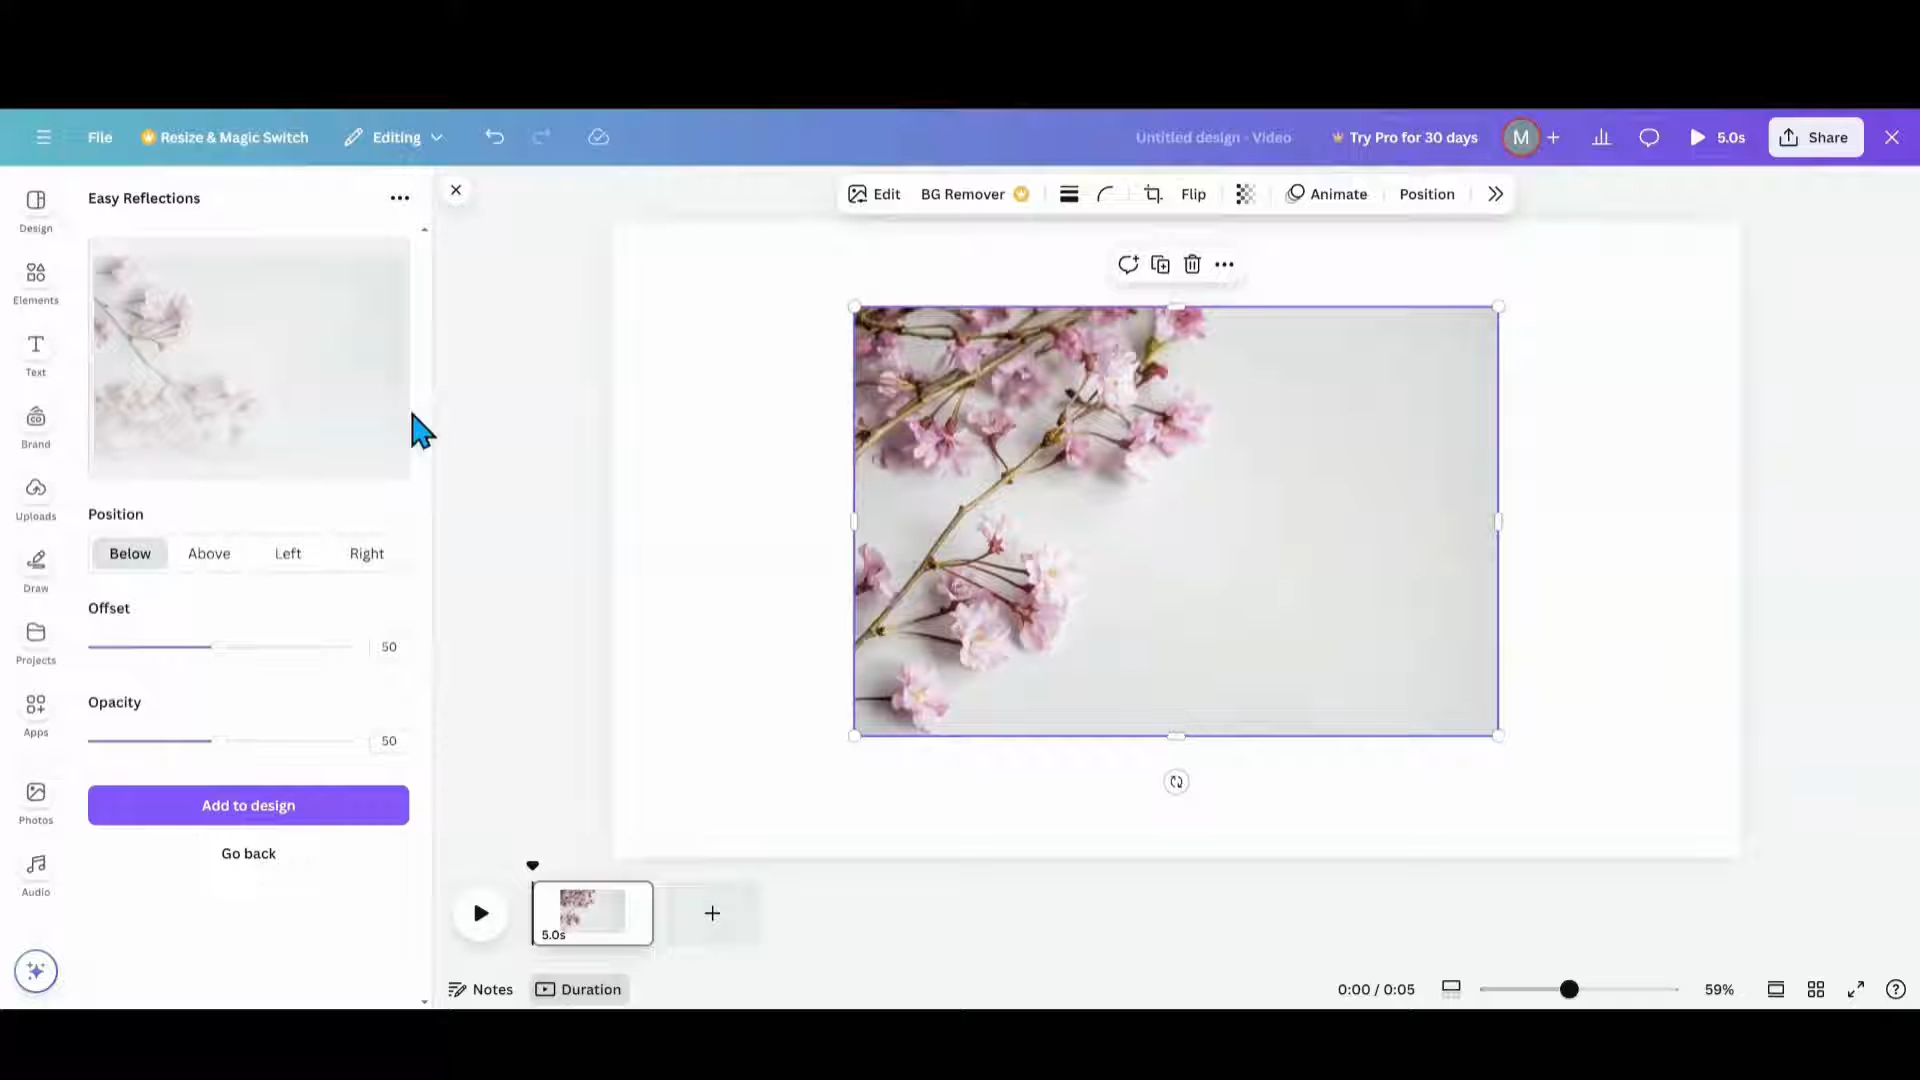 File
Resize & Magic Switch
Editing
Untitled design - Video
Try Pro for 30 days
M
5.0s
Share
Design
Elements
Text
Brand
Uploads
Draw
Projects
Apps
Photos
Audio
Easy Reflections
Position
Below
Above
Left
Right
Offset
50
Opacity
50
Add to design
Go back
Edit
BG Remover
Flip
Animate
Position
5.0s
Notes
Duration
0:00 / 0:05
59%